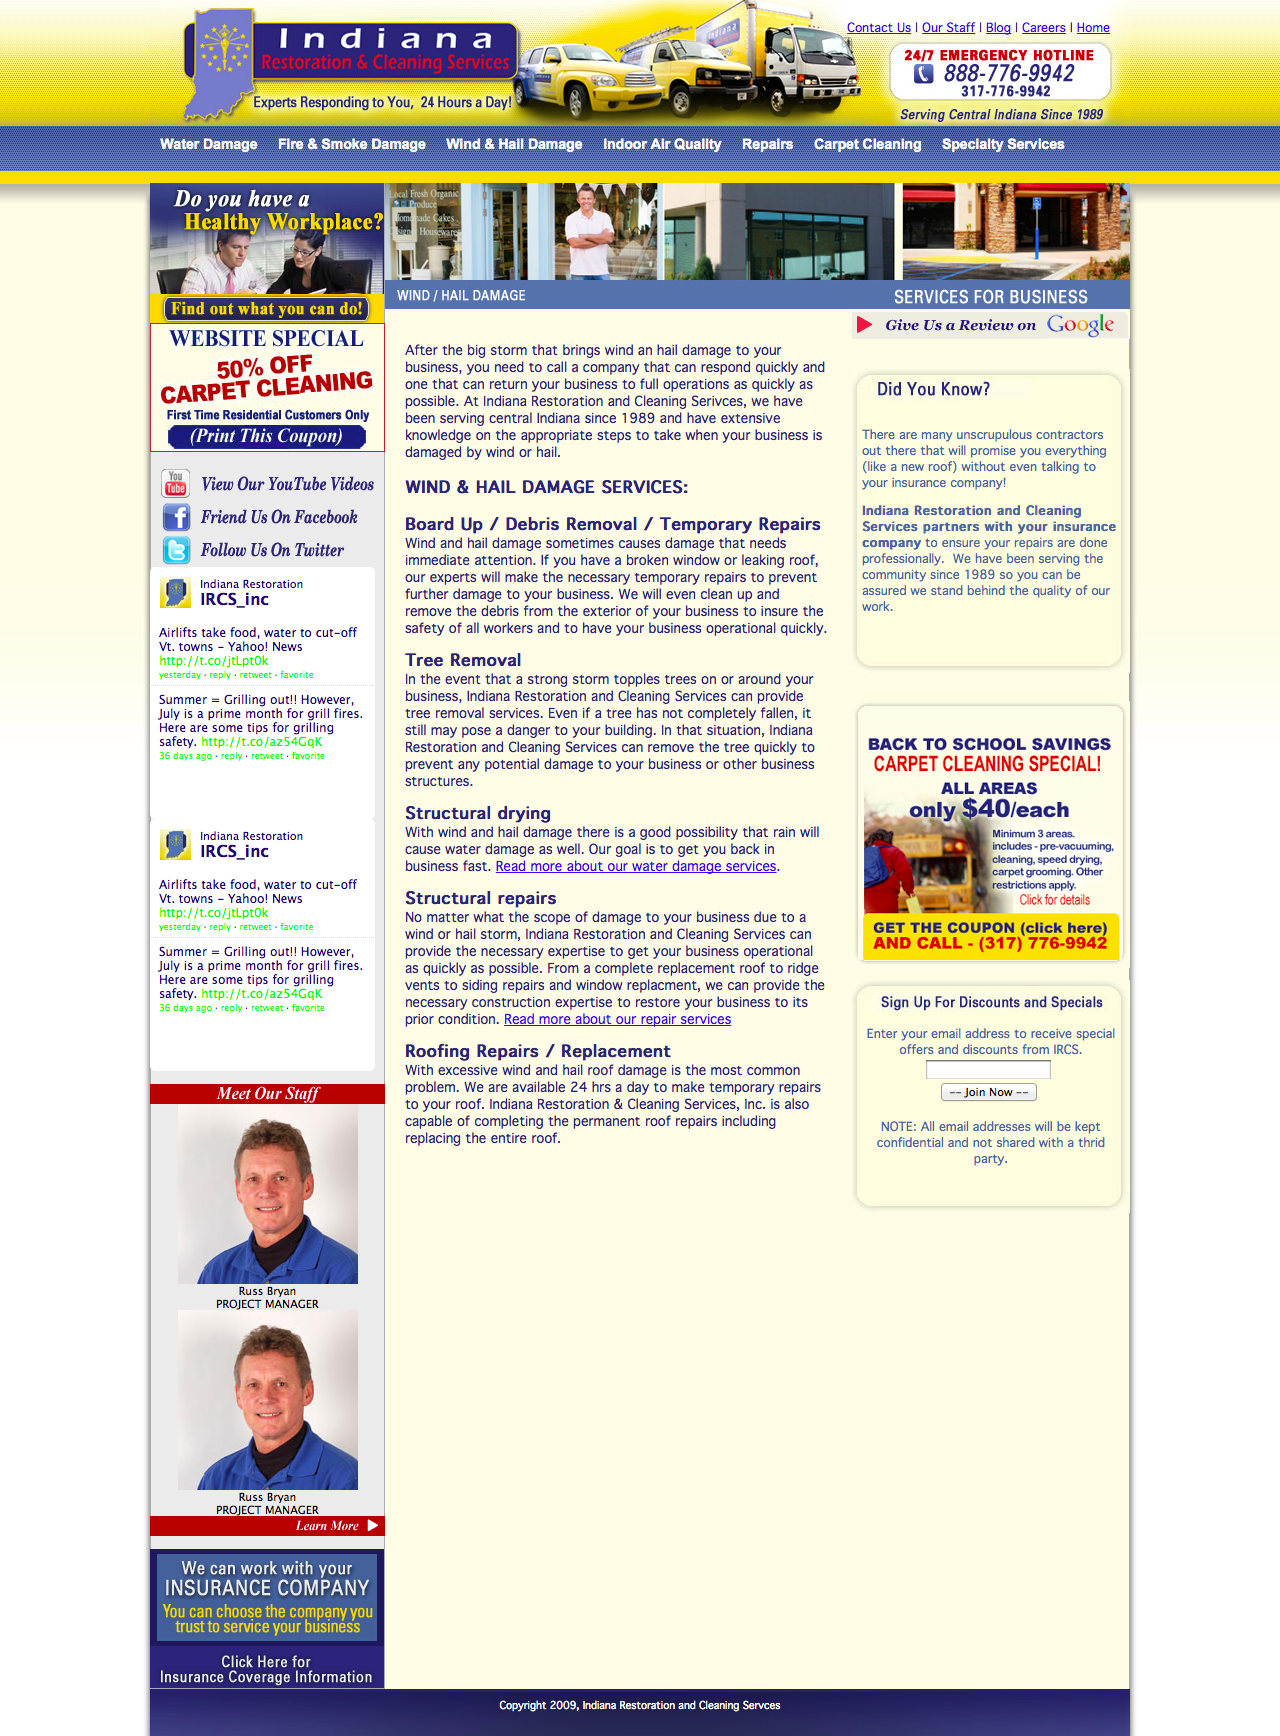 Indiana
Restoration & Cleaning Services
Experts Responding to You, 24 Hours a Day!
Contact Us | Our Staff | Blog | Careers | Home
24/7 EMERGENCY HOTLINE
888-776-9942
317-776-9942
Serving Central Indiana Since 1989
Water Damage Fire & Smoke Damage Wind & Hail Damage Indoor Air Quality Repairs Carpet Cleaning Specialty Services
Do you have a
Healthy Workplace?
Find out what you can do!
WEBSITE SPECIAL
50% OFF
CARPET CLEANING
First Time Residential Customers Only
(Print This Coupon)
View Our YouTube Videos
Friend Us On Facebook
Follow Us On Twitter
Indiana Restoration
IRCS_inc
Airlifts take food, water to cut-off
Vt. towns - Yahoo! News
http://t.co/jtLpt0k
yesterday · reply · retweet · favorite
Summer = Grilling out!! However,
July is a prime month for grill fires.
Here are some tips for grilling
safety. http://t.co/az54GqK
36 days ago · reply · retweet · favorite
Indiana Restoration
IRCS_inc
Airlifts take food, water to cut-off
Vt. towns - Yahoo! News
http://t.co/jtLpt0k
yesterday · reply · retweet · favorite
Summer = Grilling out!! However,
July is a prime month for grill fires.
Here are some tips for grilling
safety. http://t.co/az54GqK
36 days ago · reply · retweet · favorite
Meet Our Staff
Russ Bryan
PROJECT MANAGER
Russ Bryan
PROJECT MANAGER
Learn More
We can work with your
INSURANCE COMPANY
You can choose the company you
trust to service your business
Click Here for
Insurance Coverage Information
Local Fresh Organic
Produce
Homemade Cakes
Designer Housewares
WIND / HAIL DAMAGE
SERVICES FOR BUSINESS
After the big storm that brings wind an hail damage to your
business, you need to call a company that can respond quickly and
one that can return your business to full operations as quickly as
possible. At Indiana Restoration and Cleaning Serivces, we have
been serving central Indiana since 1989 and have extensive
knowledge on the appropriate steps to take when your business is
damaged by wind or hail.
WIND & HAIL DAMAGE SERVICES:
Board Up / Debris Removal / Temporary Repairs
Wind and hail damage sometimes causes damage that needs
immediate attention. If you have a broken window or leaking roof,
our experts will make the necessary temporary repairs to prevent
further damage to your business. We will even clean up and
remove the debris from the exterior of your business to insure the
safety of all workers and to have your business operational quickly.
Tree Removal
In the event that a strong storm topples trees on or around your
business, Indiana Restoration and Cleaning Services can provide
tree removal services. Even if a tree has not completely fallen, it
still may pose a danger to your building. In that situation, Indiana
Restoration and Cleaning Services can remove the tree quickly to
prevent any potential damage to your business or other business
structures.
Structural drying
With wind and hail damage there is a good possibility that rain will
cause water damage as well. Our goal is to get you back in
business fast. Read more about our water damage services.
Structural repairs
No matter what the scope of damage to your business due to a
wind or hail storm, Indiana Restoration and Cleaning Services can
provide the necessary expertise to get your business operational
as quickly as possible. From a complete replacement roof to ridge
vents to siding repairs and window replacment, we can provide the
necessary construction expertise to restore your business to its
prior condition. Read more about our repair services
Roofing Repairs / Replacement
With excessive wind and hail roof damage is the most common
problem. We are available 24 hrs a day to make temporary repairs
to your roof. Indiana Restoration & Cleaning Services, Inc. is also
capable of completing the permanent roof repairs including
replacing the entire roof.
Give Us a Review on Google
Did You Know?
There are many unscrupulous contractors
out there that will promise you everything
(like a new roof) without even talking to
your insurance company!
Indiana Restoration and Cleaning
Services partners with your insurance
company to ensure your repairs are done
professionally. We have been serving the
community since 1989 so you can be
assured we stand behind the quality of our
work.
BACK TO SCHOOL SAVINGS
CARPET CLEANING SPECIAL!
ALL AREAS
only $40/each
Minimum 3 areas.
includes - pre-vacuuming,
cleaning, speed drying,
carpet grooming. Other
restrictions apply.
Click for details
GET THE COUPON (click here)
AND CALL - (317) 776-9942
Sign Up For Discounts and Specials
Enter your email address to receive special
offers and discounts from IRCS.
-- Join Now --
NOTE: All email addresses will be kept
confidential and not shared with a thrid
party.
Copyright 2009, Indiana Restoration and Cleaning Servces